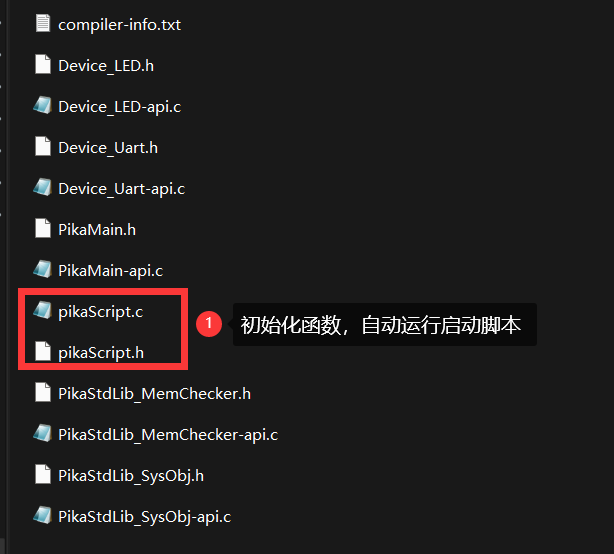 compiler-info.txt
Device_LED.h
Device_LED-api.c
Device_Uart.h
Device_Uart-api.c
PikaMain.h
PikaMain-api.c
pikaScript.c
1 初始化函数，自动运行启动脚本
pikaScript.h
PikaStdLib_MemChecker.h
PikaStdLib_MemChecker-api.c
PikaStdLib_SysObj.h
PikaStdLib_SysObj-api.c